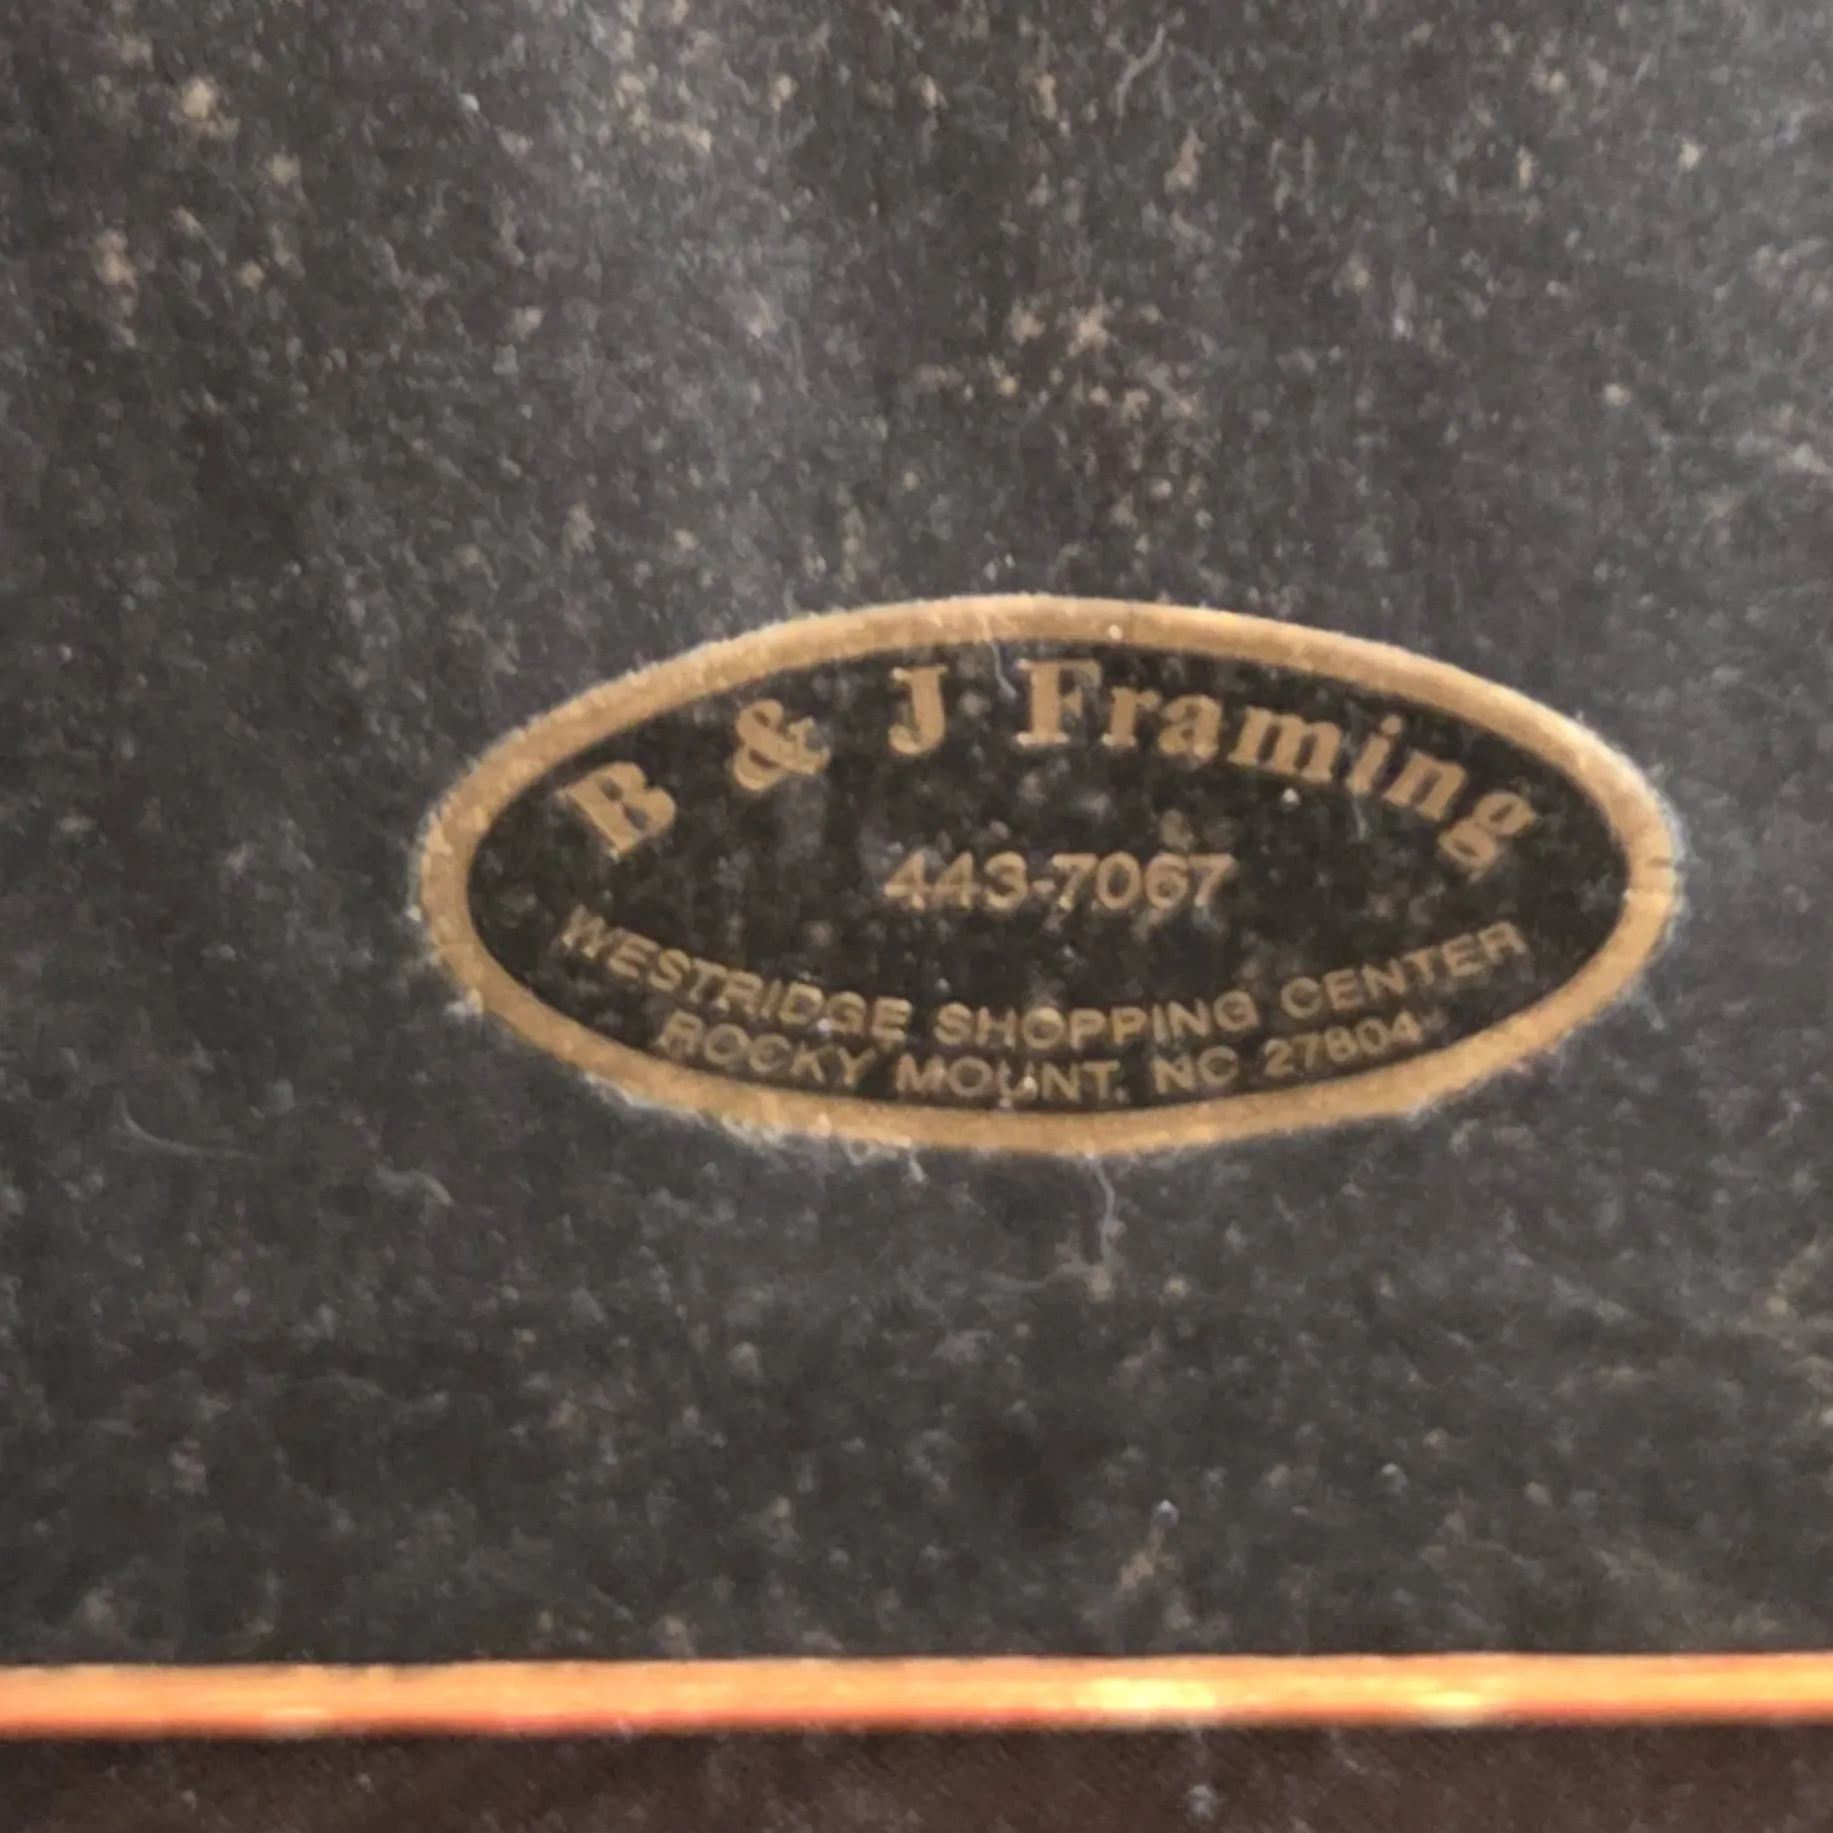 B & J Framing
443-7067
WESTRIDGE SHOPPING CENTER
ROCKY MOUNT, NC 27804